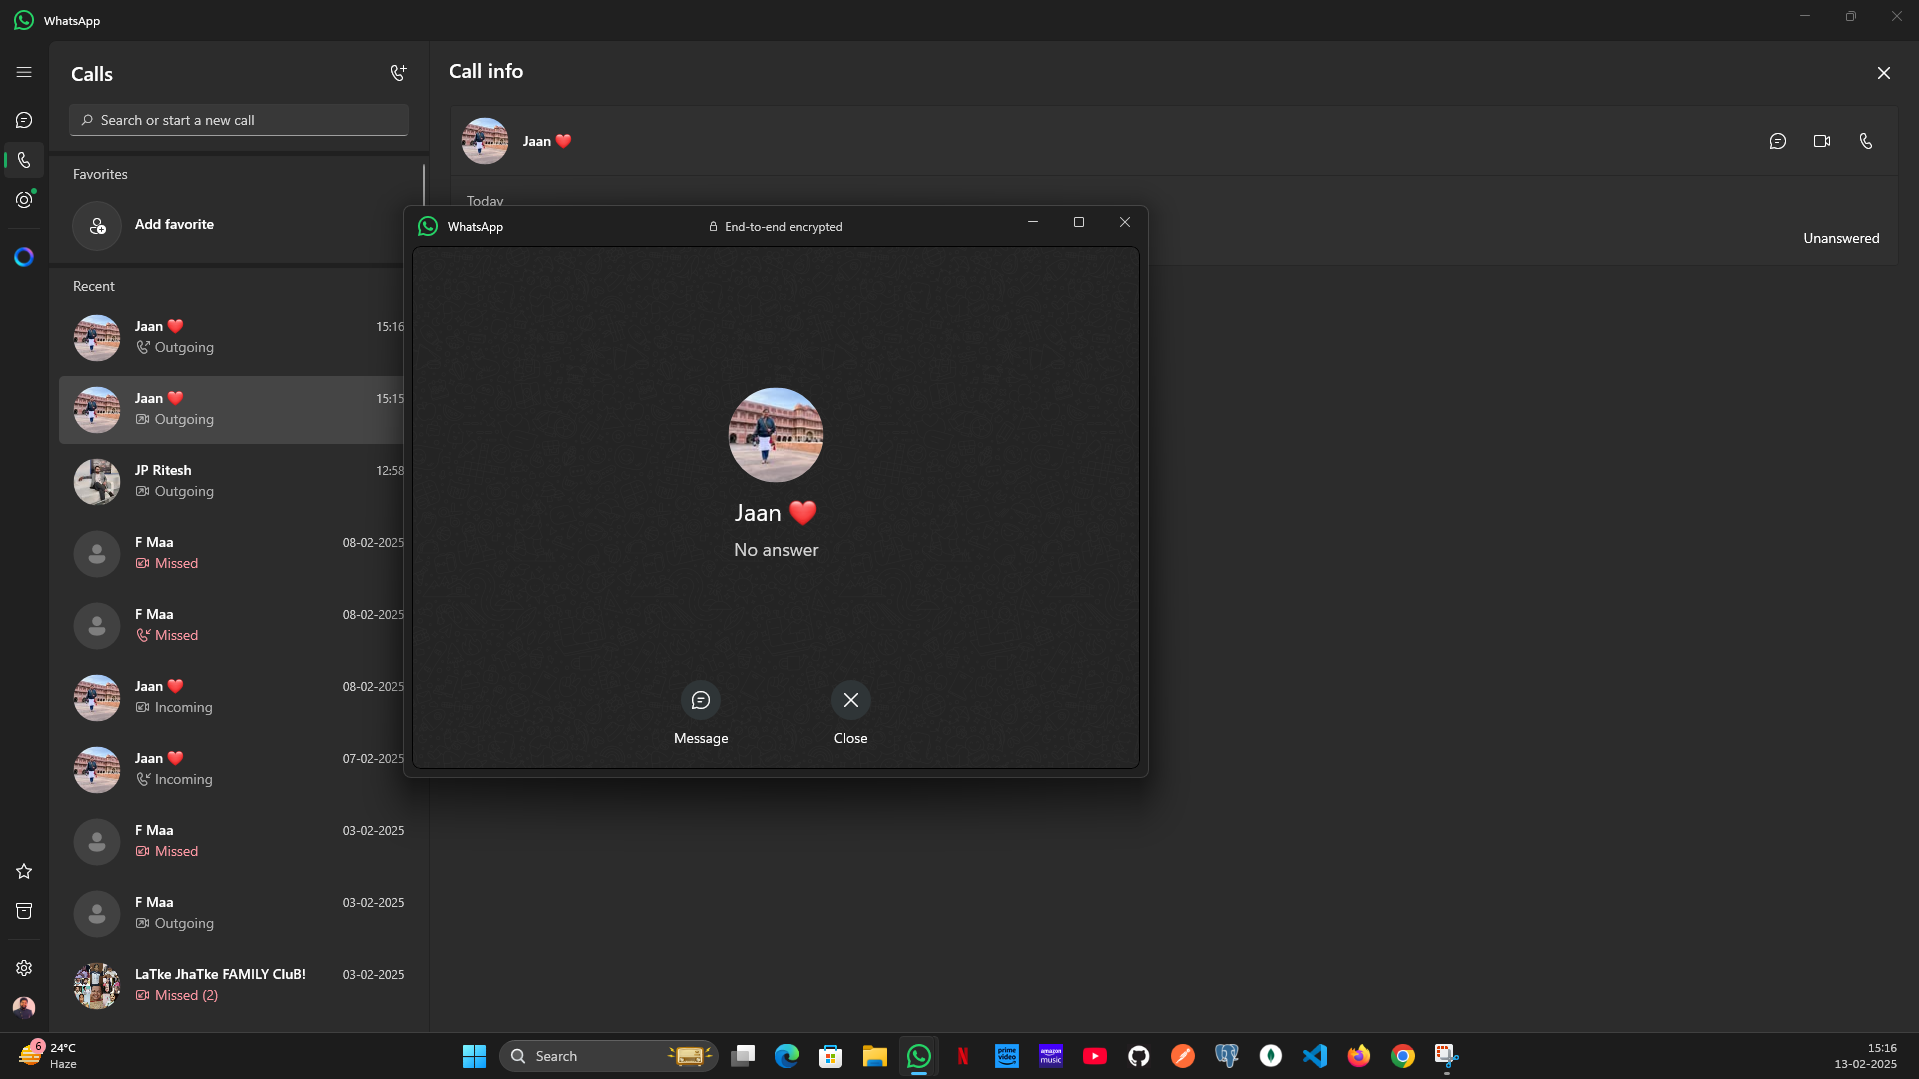 WhatsApp
Calls
Search or start a new call
Favorites
Add favorite
Recent
Jaan ❤️
15:16
Outgoing
Jaan ❤️
15:15
Outgoing
JP Ritesh
12:58
Outgoing
F Maa
08-02-2025
Missed
F Maa
08-02-2025
Missed
Jaan ❤️
08-02-2025
Incoming
Jaan ❤️
07-02-2025
Incoming
F Maa
03-02-2025
Missed
F Maa
03-02-2025
Outgoing
LaTke JhaTke FAMILY CluB!
03-02-2025
Missed (2)
Call info
Jaan ❤️
Today
Unanswered
WhatsApp
End-to-end encrypted
Jaan ❤️
No answer
Message
Close
6
24°C
Haze
Search
prime video
amazon music
15:16
13-02-2025